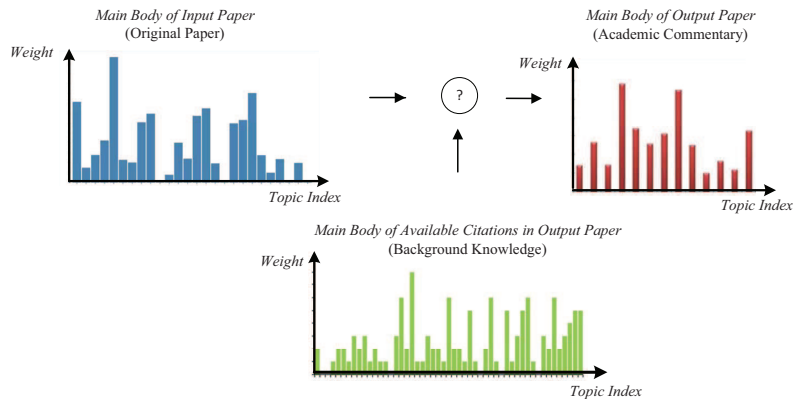 Main Body of Input Paper
(Original Paper)
Weight
Topic Index
?
Main Body of Output Paper
(Academic Commentary)
Weight
Topic Index
Main Body of Available Citations in Output Paper
(Background Knowledge)
Weight
Topic Index